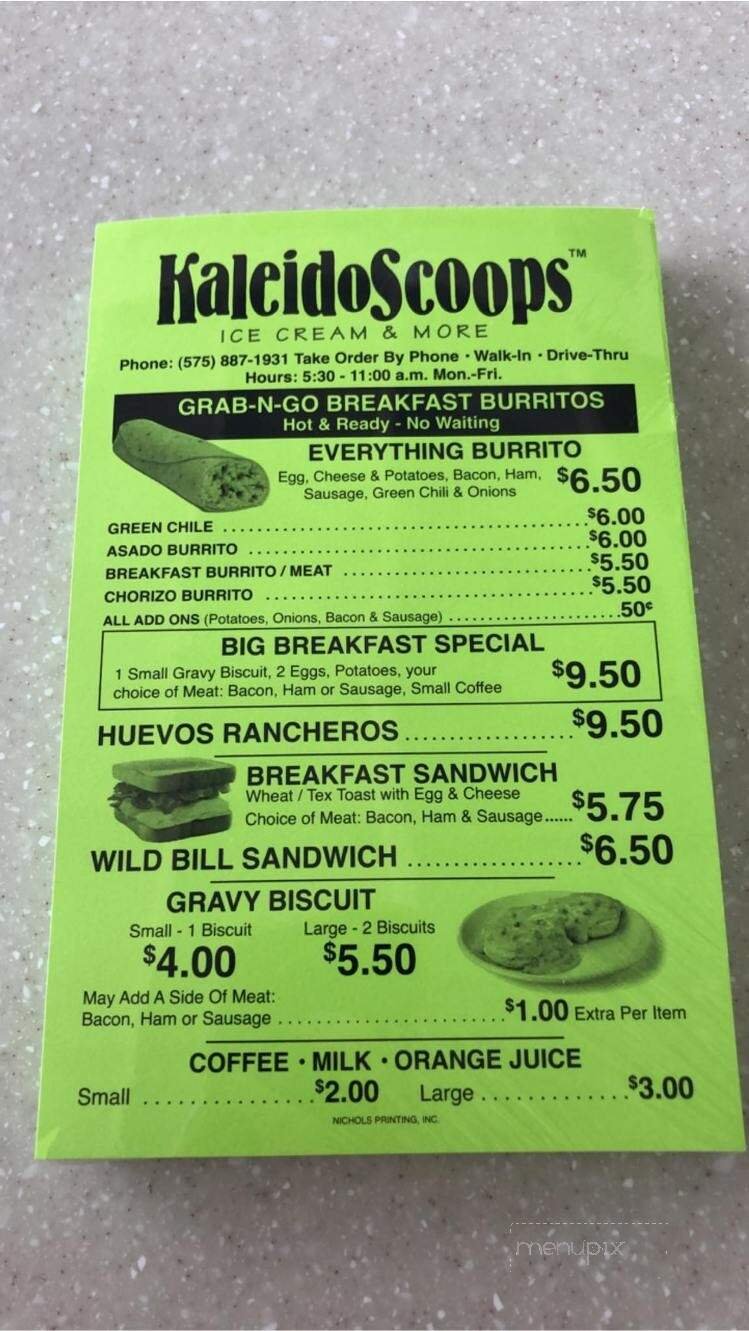 KaleidoScoops™
ICE CREAM & MORE
Phone: (575) 887-1931 Take Order By Phone • Walk-In • Drive-Thru
Hours: 5:30 - 11:00 a.m. Mon.-Fri.
GRAB-N-GO BREAKFAST BURRITOS
Hot & Ready - No Waiting
EVERYTHING BURRITO
Egg, Cheese & Potatoes, Bacon, Ham, $6.50
Sausage, Green Chili & Onions
GREEN CHILE ........................................ $6.00
ASADO BURRITO ..................................... $6.00
BREAKFAST BURRITO / MEAT .......................... $5.50
CHORIZO BURRITO ................................... $5.50
ALL ADD ONS (Potatoes, Onions, Bacon & Sausage) ..................... .50¢
BIG BREAKFAST SPECIAL
1 Small Gravy Biscuit, 2 Eggs, Potatoes, your $9.50
choice of Meat: Bacon, Ham or Sausage, Small Coffee
HUEVOS RANCHEROS .................. $9.50
BREAKFAST SANDWICH
Wheat / Tex Toast with Egg & Cheese
Choice of Meat: Bacon, Ham & Sausage...... $5.75
WILD BILL SANDWICH .................. $6.50
GRAVY BISCUIT
Small - 1 Biscuit Large - 2 Biscuits
$4.00 $5.50
May Add A Side Of Meat:
Bacon, Ham or Sausage ........................ $1.00 Extra Per Item
COFFEE • MILK • ORANGE JUICE
Small ................ $2.00 Large .............. $3.00
NICHOLS PRINTING, INC.
menupix